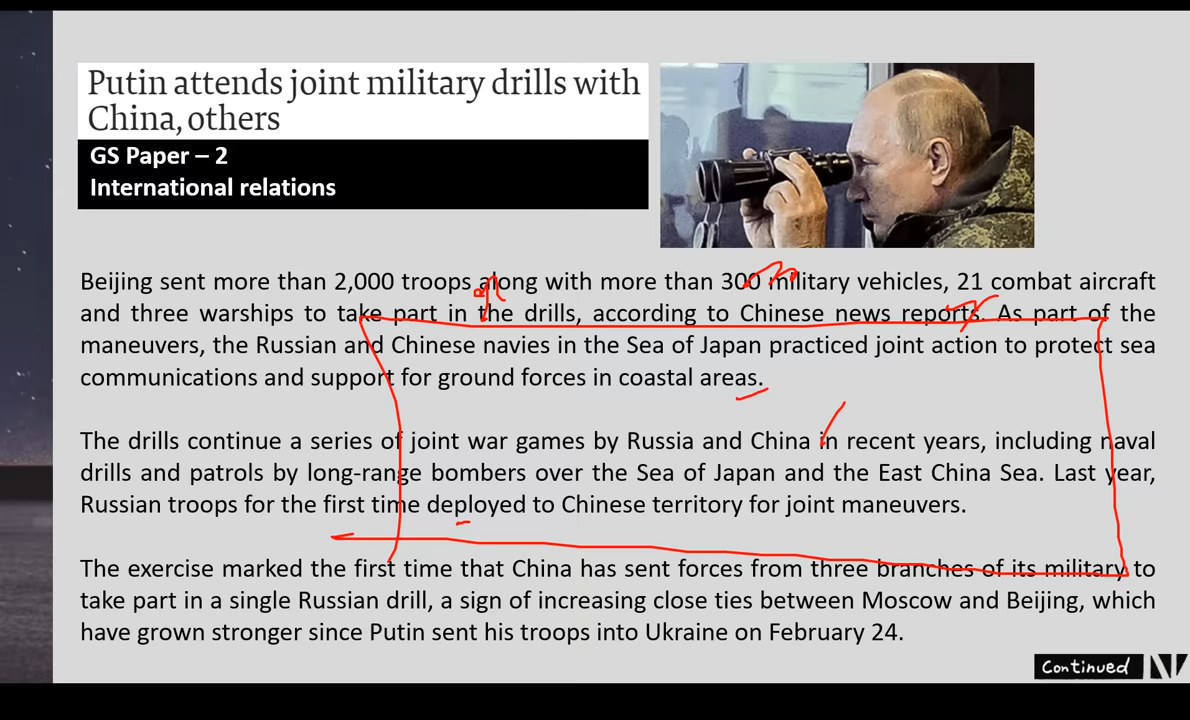 Putin attends joint military drills with
China, others
GS Paper – 2
International relations
Beijing sent more than 2,000 troops along with more than 300 military vehicles, 21 combat aircraft
and three warships to take part in the drills, according to Chinese news reports. As part of the
maneuvers, the Russian and Chinese navies in the Sea of Japan practiced joint action to protect sea
communications and support for ground forces in coastal areas.
The drills continue a series of joint war games by Russia and China in recent years, including naval
drills and patrols by long-range bombers over the Sea of Japan and the East China Sea. Last year,
Russian troops for the first time deployed to Chinese territory for joint maneuvers.
The exercise marked the first time that China has sent forces from three branches of its military to
take part in a single Russian drill, a sign of increasing close ties between Moscow and Beijing, which
have grown stronger since Putin sent his troops into Ukraine on February 24.
Continued